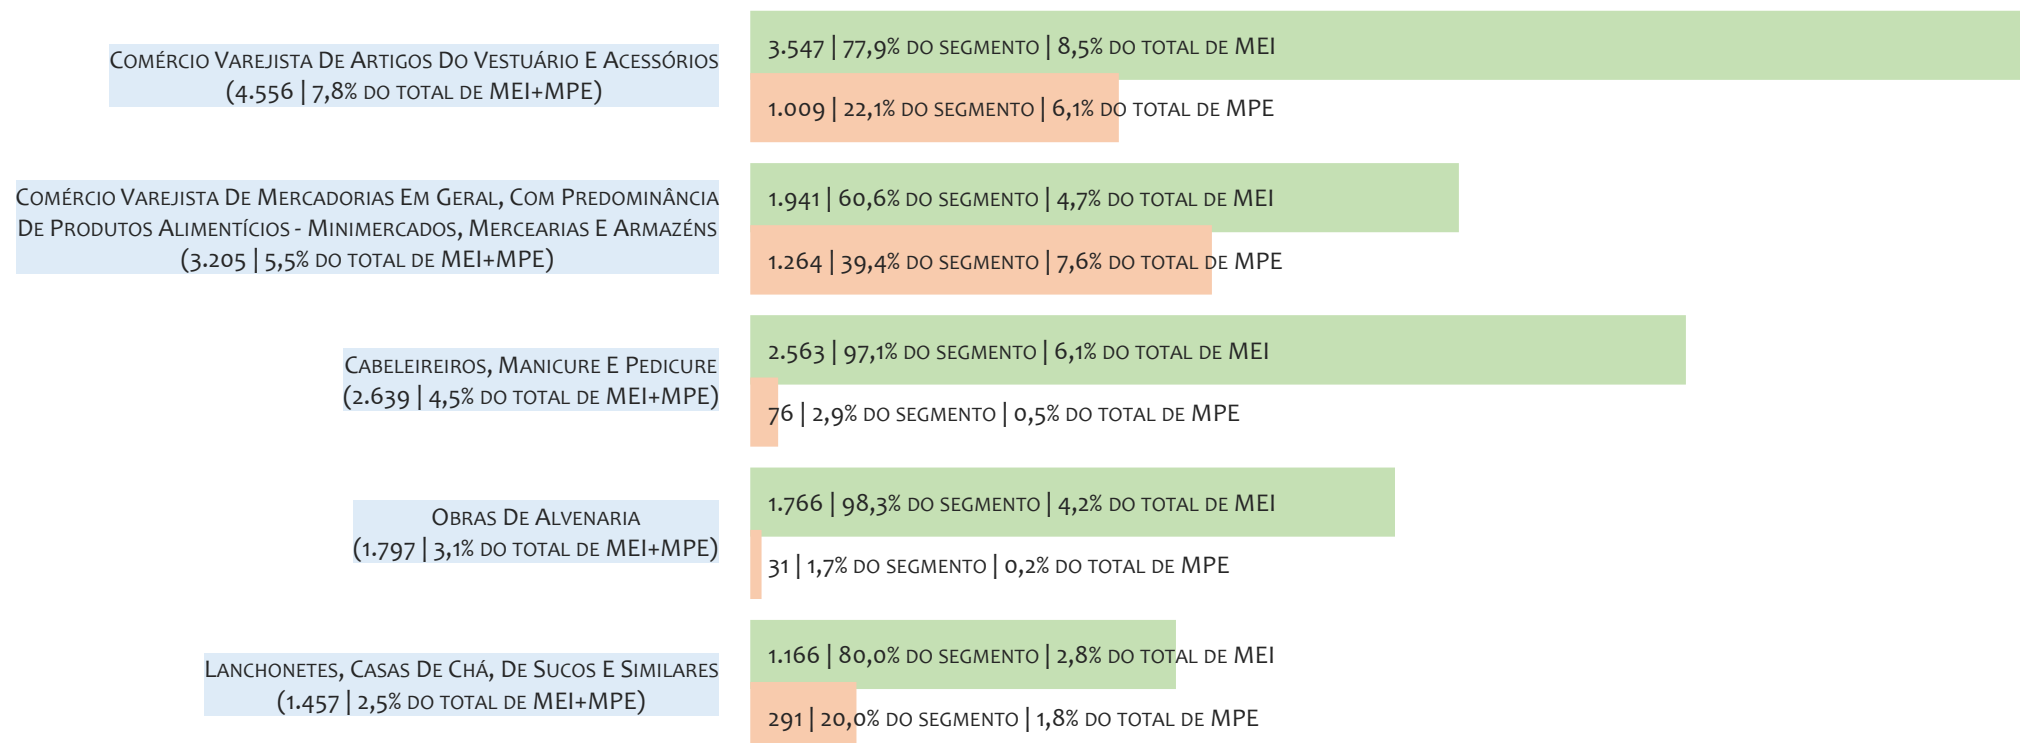 Comércio Varejista De Artigos Do Vestuário E Acessórios
(4.556 | 7,8% do total de MEI+MPE)
3.547 | 77,9% do segmento | 8,5% do total de MEI
1.009 | 22,1% do segmento | 6,1% do total de MPE
Comércio Varejista De Mercadorias Em Geral, Com Predominância
De Produtos Alimentícios - Minimercados, Mercearias E Armazéns
(3.205 | 5,5% do total de MEI+MPE)
1.941 | 60,6% do segmento | 4,7% do total de MEI
1.264 | 39,4% do segmento | 7,6% do total de MPE
Cabeleireiros, Manicure E Pedicure
(2.639 | 4,5% do total de MEI+MPE)
2.563 | 97,1% do segmento | 6,1% do total de MEI
76 | 2,9% do segmento | 0,5% do total de MPE
Obras De Alvenaria
(1.797 | 3,1% do total de MEI+MPE)
1.766 | 98,3% do segmento | 4,2% do total de MEI
31 | 1,7% do segmento | 0,2% do total de MPE
Lanchonetes, Casas De Chá, De Sucos E Similares
(1.457 | 2,5% do total de MEI+MPE)
1.166 | 80,0% do segmento | 2,8% do total de MEI
291 | 20,0% do segmento | 1,8% do total de MPE